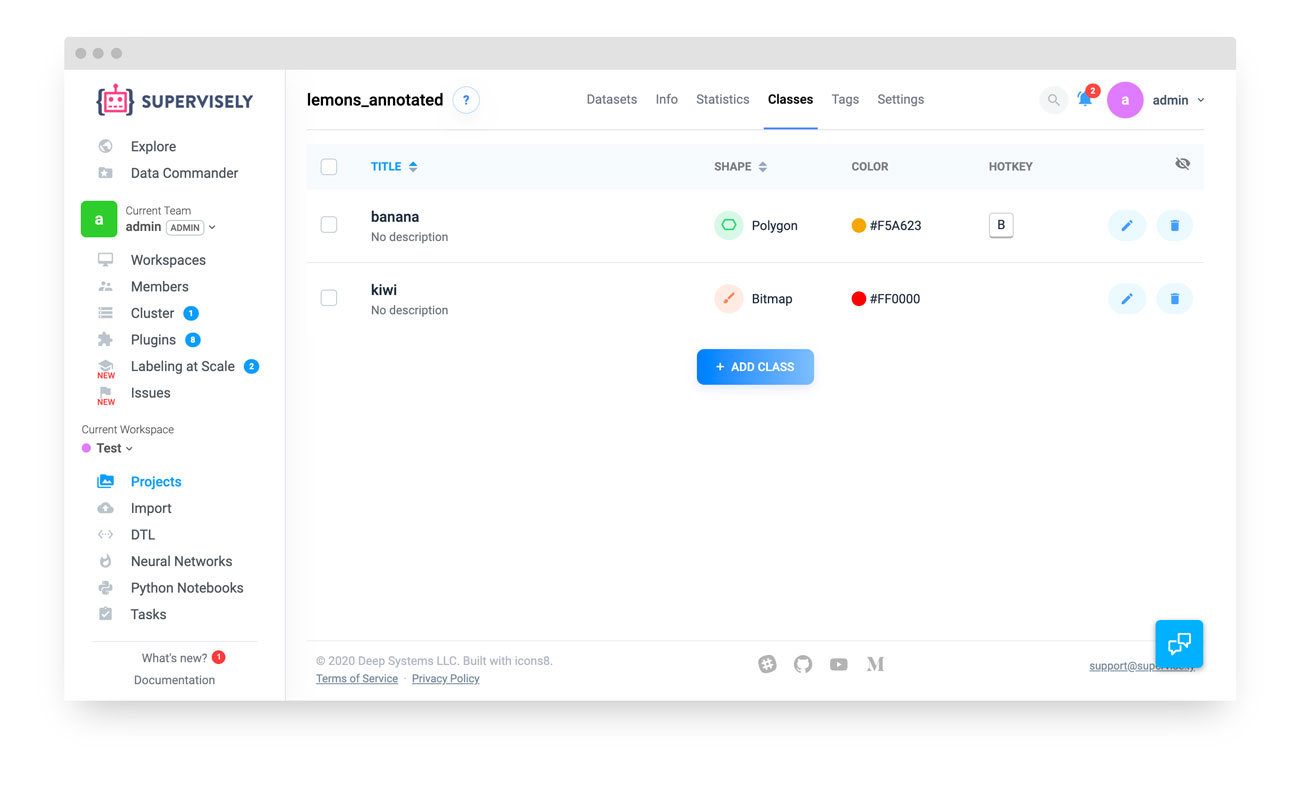 SUPERVISELY
Explore
Data Commander
a
Current Team
admin ADMIN
Workspaces
Members
Cluster 1
Plugins 8
Labeling at Scale 2
NEW
Issues
NEW
Current Workspace
Test
Projects
Import
DTL
Neural Networks
Python Notebooks
Tasks
What's new? 1
Documentation
lemons_annotated ? Datasets Info Statistics Classes Tags Settings 2 a admin
TITLE SHAPE COLOR HOTKEY
banana
No description
Polygon #F5A623 B
kiwi
No description
Bitmap #FF0000
+ ADD CLASS
© 2020 Deep Systems LLC. Built with icons8.
Terms of Service · Privacy Policy
M